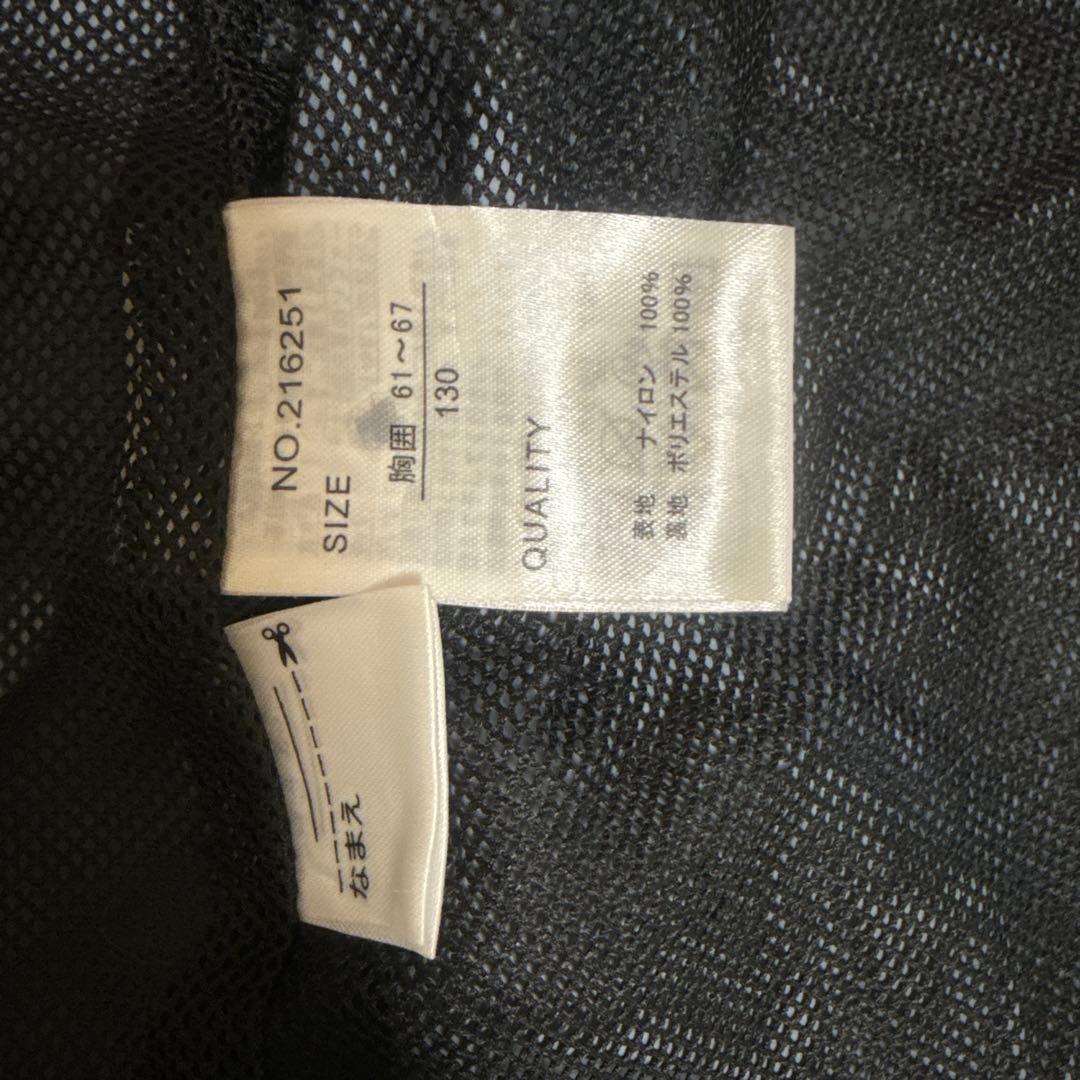 NO.216251
SIZE
胸囲 61～67
130
QUALITY
表地 ナイロン 100%
裏地 ポリエステル 100%
なまえ